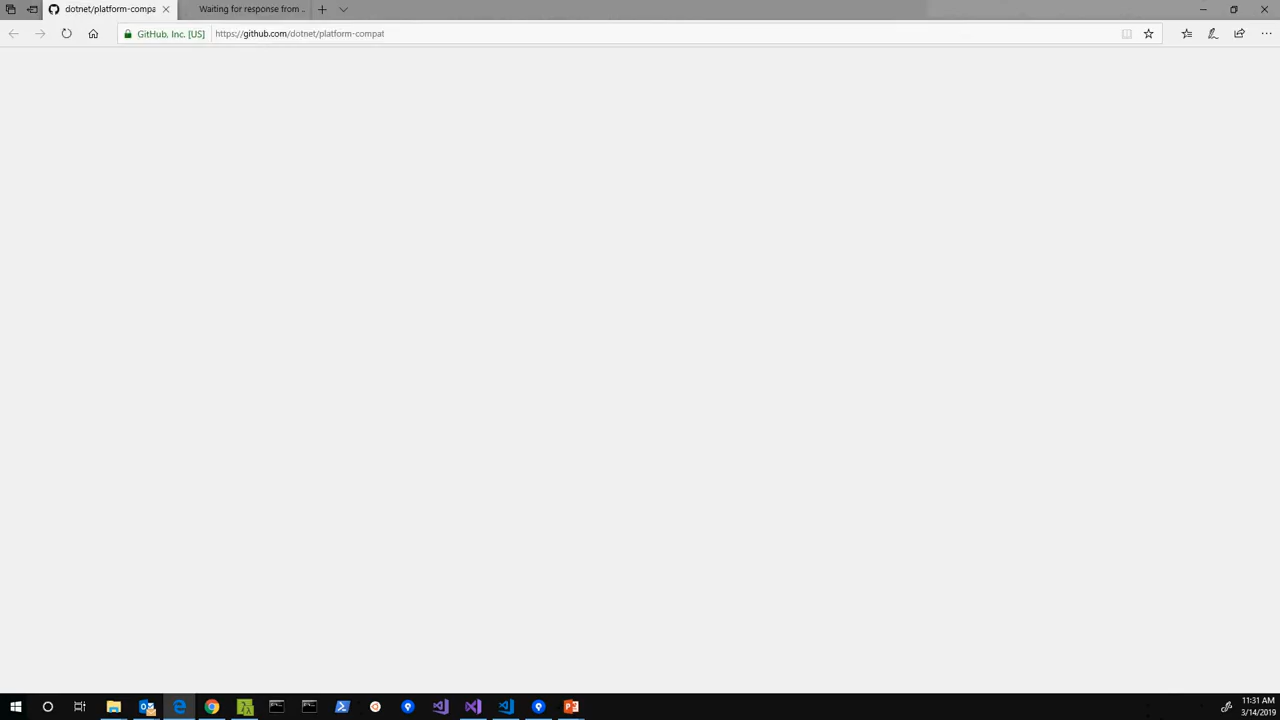 dotnet/platform-compa
Waiting for response from ..
GitHub, Inc. [US]
https://github.com/dotnet/platform-compat
11:31 AM
3/14/2019